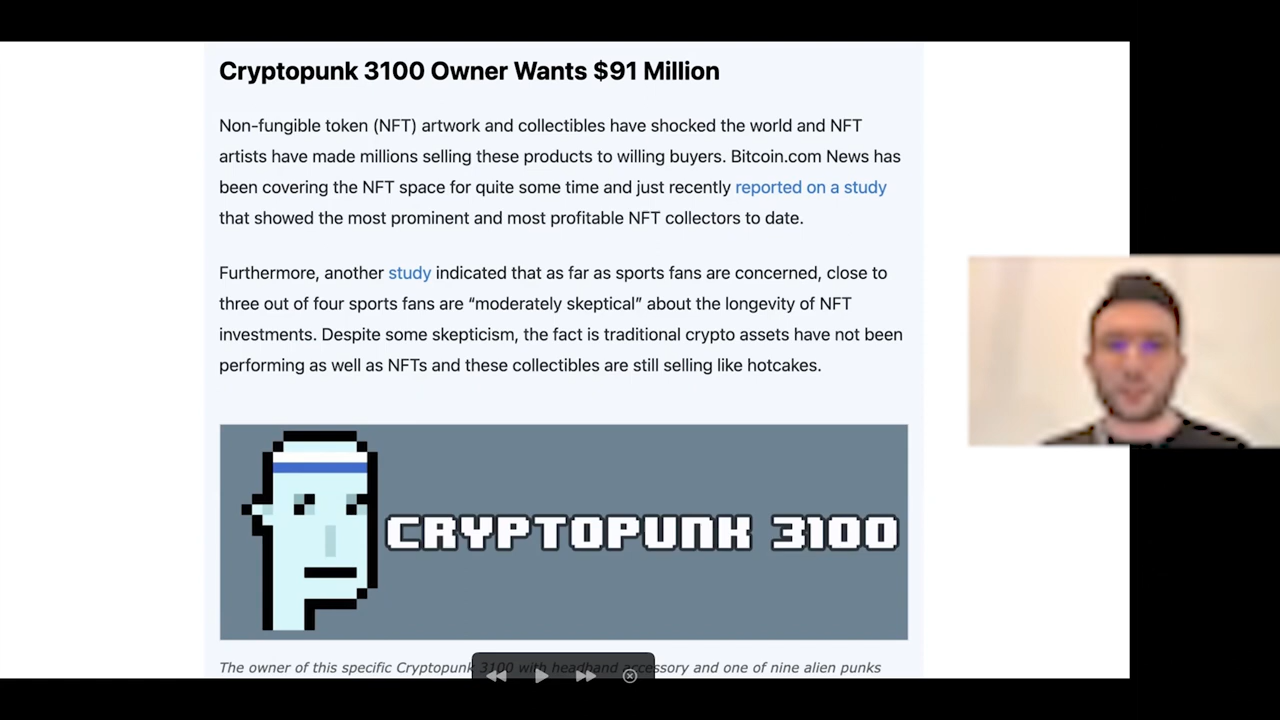 Cryptopunk 3100 Owner Wants $91 Million
Non-fungible token (NFT) artwork and collectibles have shocked the world and NFT
artists have made millions selling these products to willing buyers. Bitcoin.com News has
been covering the NFT space for quite some time and just recently reported on a study
that showed the most prominent and most profitable NFT collectors to date.
Furthermore, another study indicated that as far as sports fans are concerned, close to
three out of four sports fans are “moderately skeptical” about the longevity of NFT
investments. Despite some skepticism, the fact is traditional crypto assets have not been
performing as well as NFTs and these collectibles are still selling like hotcakes.
CRYPTOPUNK 3100
The owner of this specific Cryptopunk 3100 with headband accessory and one of nine alien punks